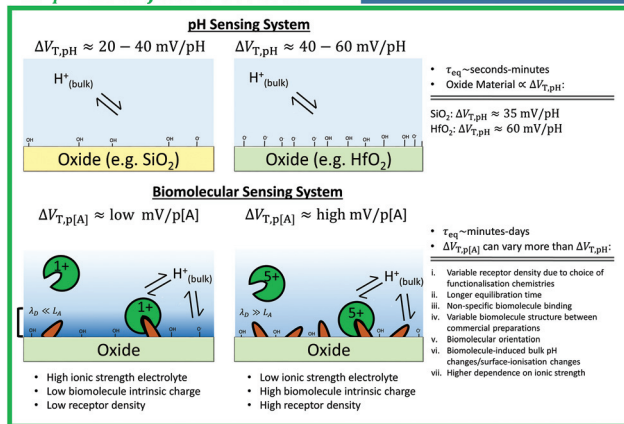 pH Sensing System
ΔV_T,pH ≈ 20 − 40 mV/pH
ΔV_T,pH ≈ 40 − 60 mV/pH
H⁺(bulk)
H⁺(bulk)
OH OH OH O⁻ O⁻
Oxide (e.g. SiO₂)
Oxide (e.g. HfO₂)
• τ_eq~seconds-minutes
• Oxide Material ∝ ΔV_T,pH:
SiO₂: ΔV_T,pH ≈ 35 mV/pH
HfO₂: ΔV_T,pH ≈ 60 mV/pH
Biomolecular Sensing System
ΔV_T,p[A] ≈ low mV/p[A]
ΔV_T,p[A] ≈ high mV/p[A]
1+
H⁺(bulk)
1+
λ_D ≪ L_A
Oxide
5+
H⁺(bulk)
5+
λ_D ≫ L_A
Oxide
• High ionic strength electrolyte
• Low biomolecule intrinsic charge
• Low receptor density
• Low ionic strength electrolyte
• High biomolecule intrinsic charge
• High receptor density
• τ_eq~minutes-days
• ΔV_T,p[A] can vary more than ΔV_T,pH:
i. Variable receptor density due to choice of
functionalisation chemistries
ii. Longer equilibration time
iii. Non-specific biomolecule binding
iv. Variable biomolecule structure between
commercial preparations
v. Biomolecule orientation
vi. Biomolecule-induced bulk pH
changes/surface-ionisation changes
vii. Higher dependence on ionic strength